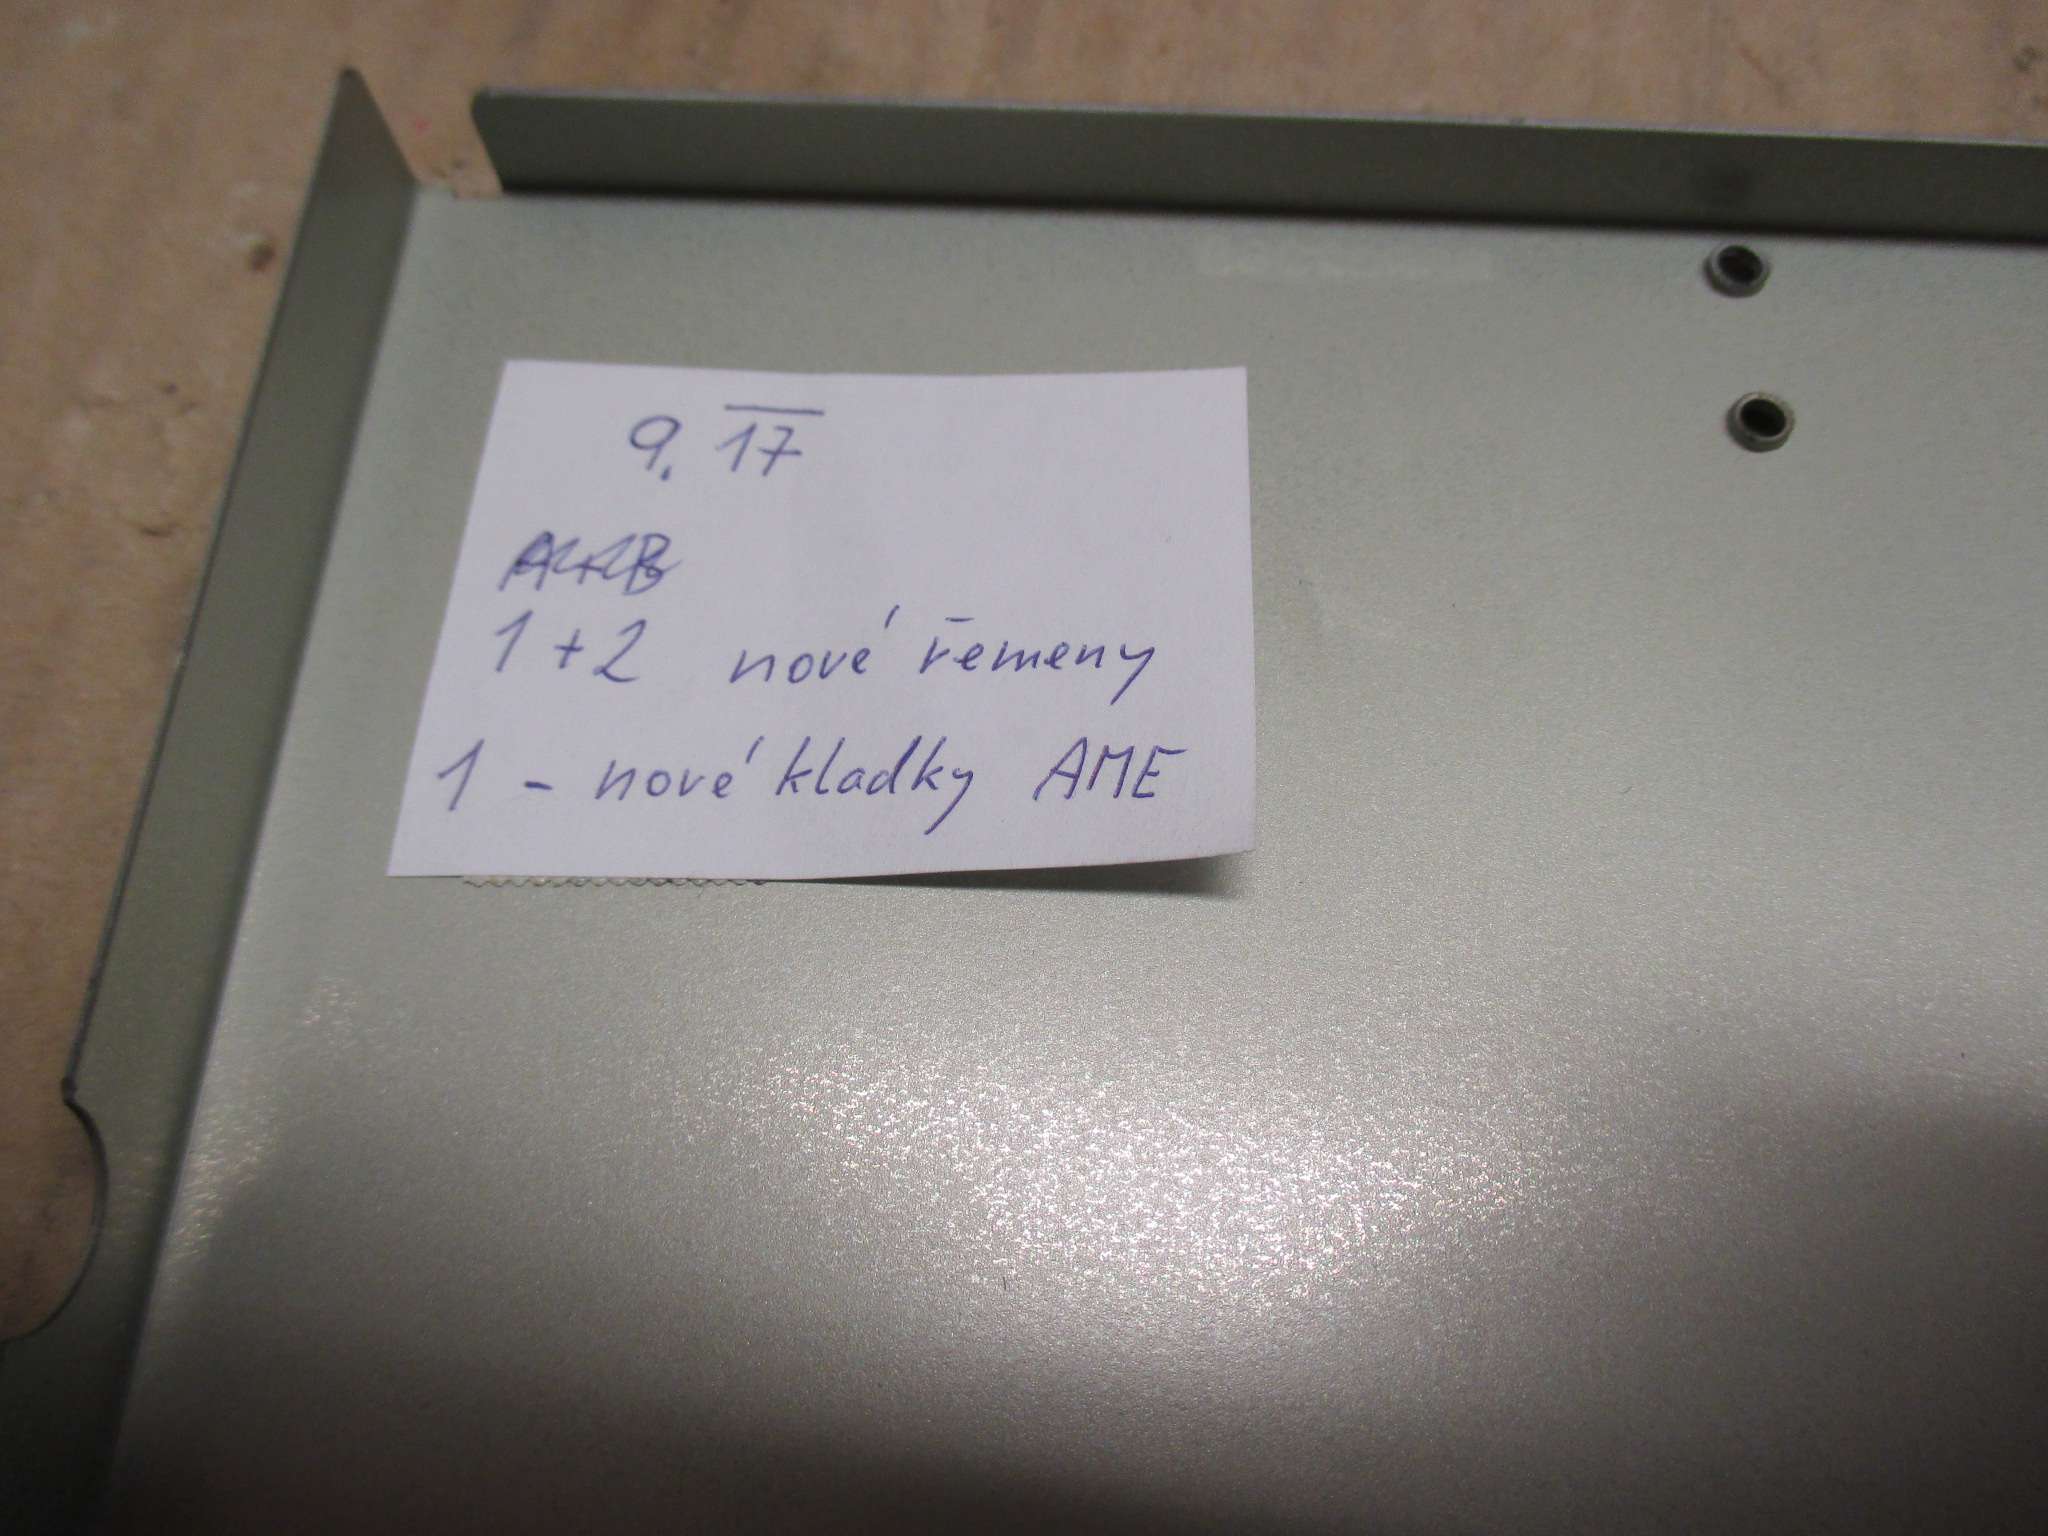 9. 17
1+2 nové řemeny
1 - nové kladky AME